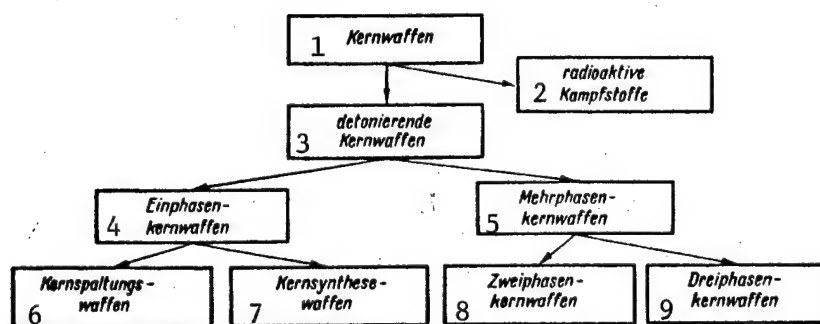 1 Kernwaffen
radioaktive
2 Kampfstoffe
detonierende
3 Kernwaffen
Einphasen-
4 kernwaffen
Mehrphasen-
5 kernwaffen
Kernspaltungs-
6 waffen
Kernsynthese-
7 waffen
Zweiphasen-
8 kernwaffen
Dreiphasen-
9 kernwaffen